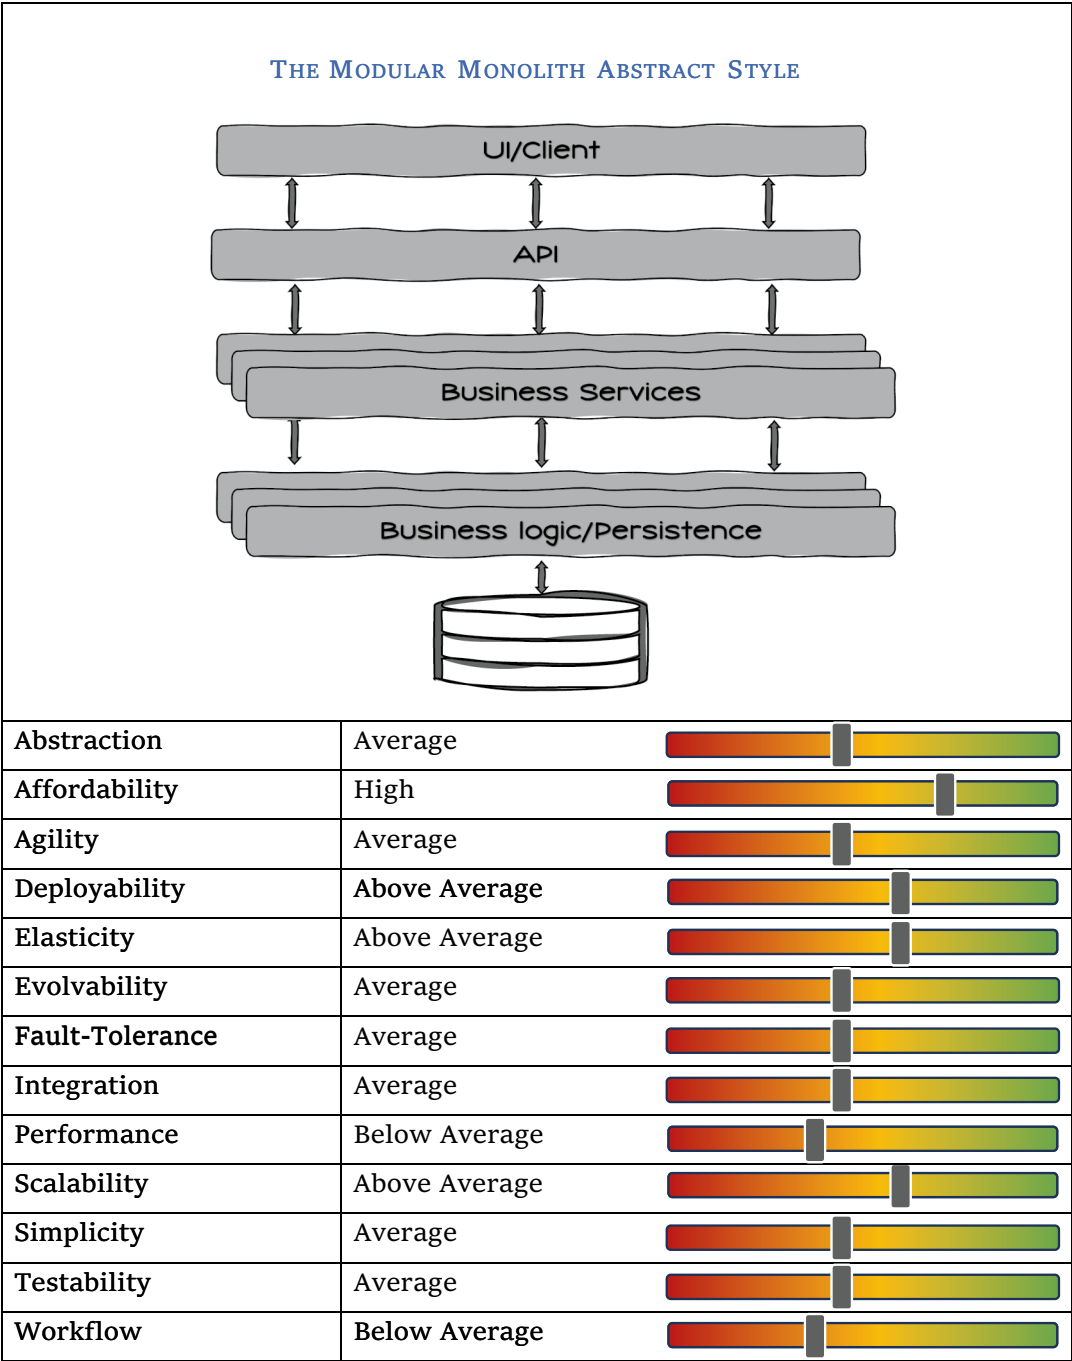 The Modular Monolith Abstract Style
UI/Client
API
Business Services
Business logic/Persistence
Abstraction Average
Affordability High
Agility Average
Deployability Above Average
Elasticity Above Average
Evolvability Average
Fault-Tolerance Average
Integration Average
Performance Below Average
Scalability Above Average
Simplicity Average
Testability Average
Workflow Below Average